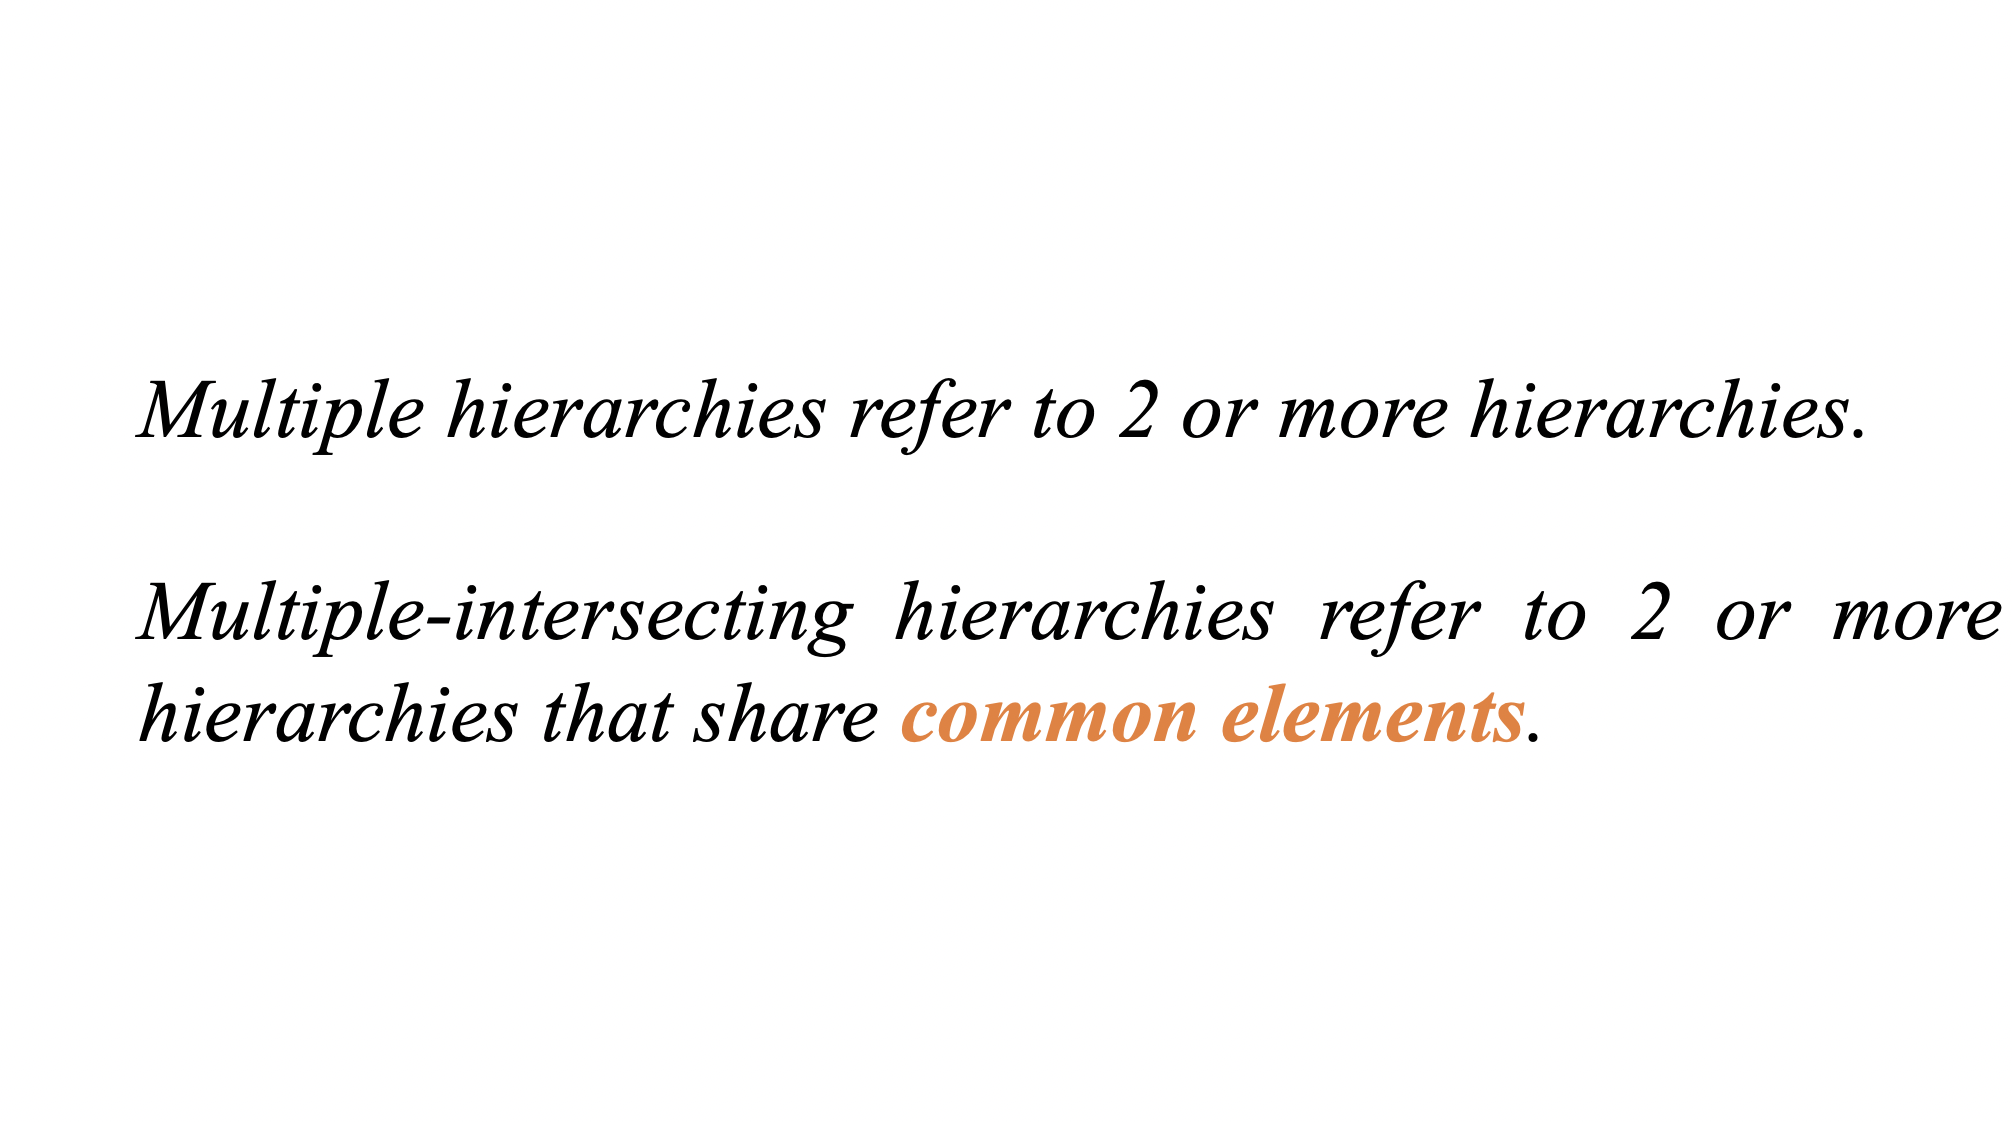 Multiple hierarchies refer to 2 or more hierarchies.
Multiple-intersecting hierarchies refer to 2 or more
hierarchies that share common elements.